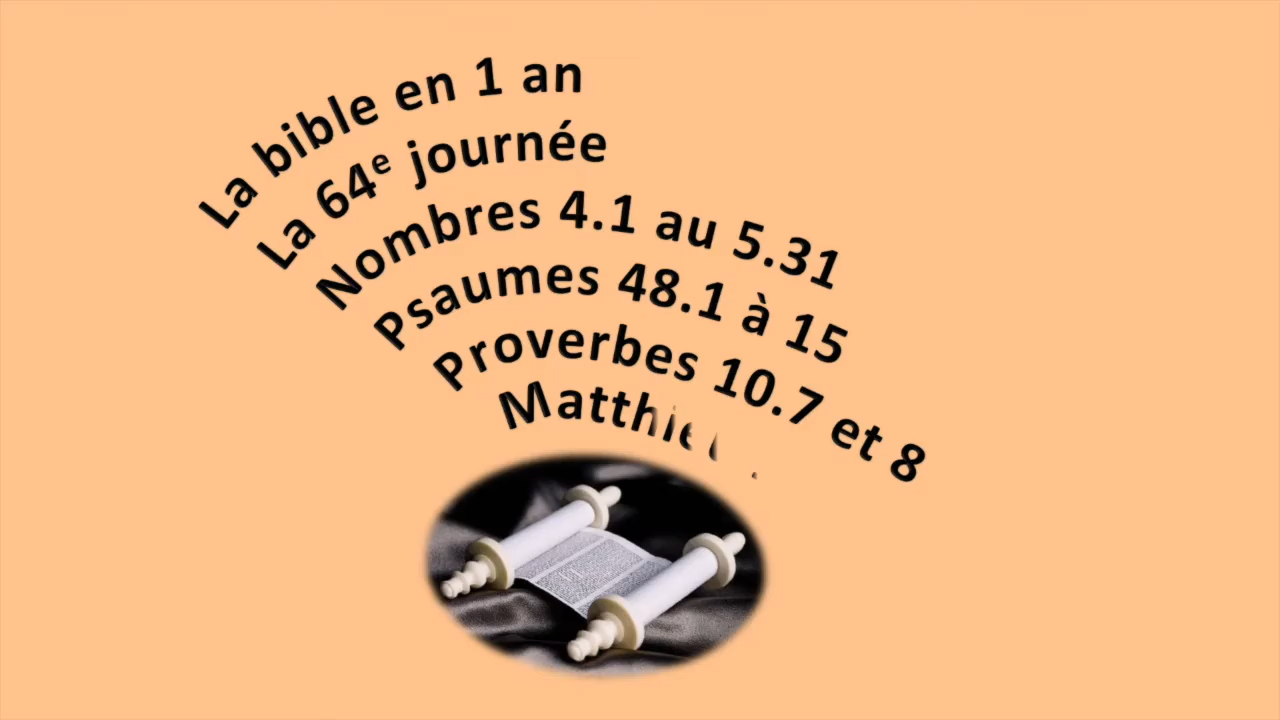 La bible en 1 an
La 64e journée
Nombres 4.1 au 5.31
Psaumes 48.1 à 15
Proverbes 10.7 et 8